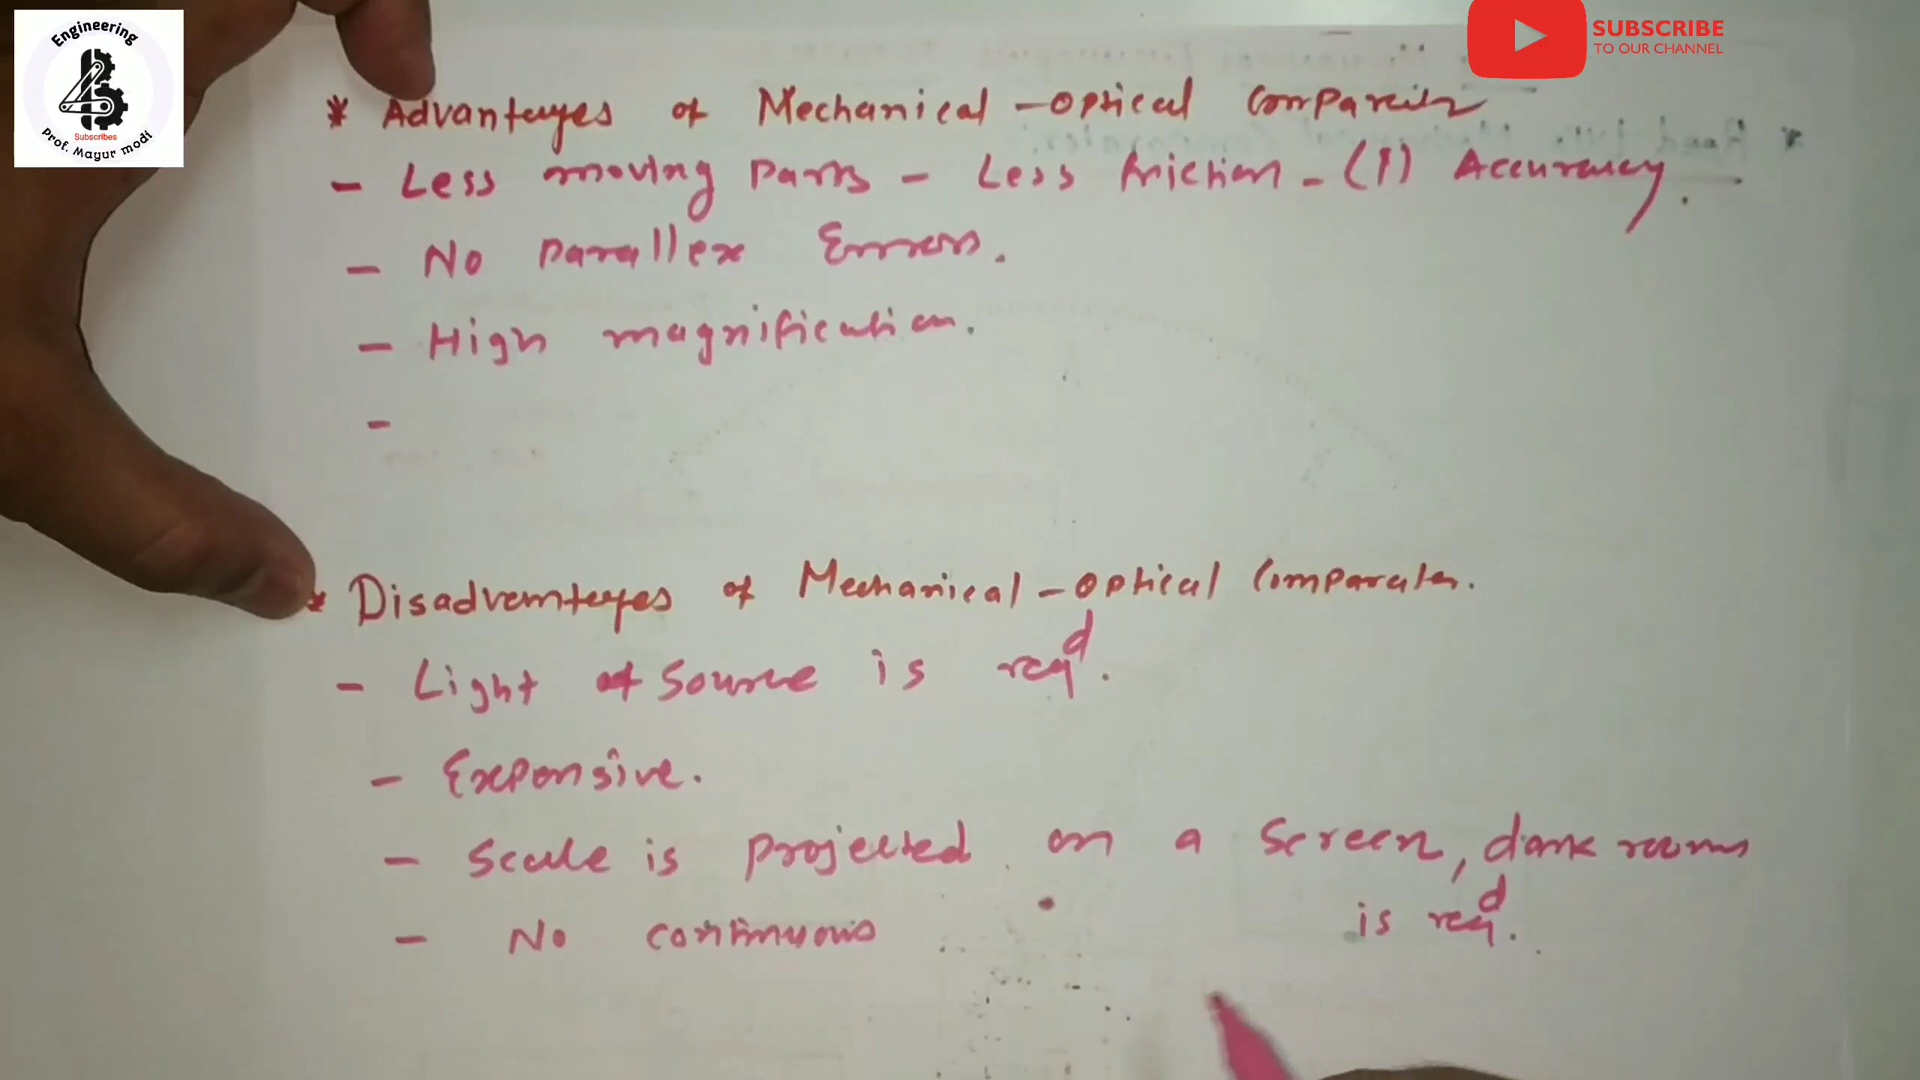 Engineering
Subscribes
Prof. Mayur modi
SUBSCRIBE
TO OUR CHANNEL
* Advantages of Mechanical - optical comparator
- Less moving parts - Less friction - (↑) Accuracy.
- No parallex Errors.
- High magnification.
-
* Disadvantages of Mechanical - Optical Comparator.
- Light of Source is reqd.
- Expensive.
- Scale is projected on a Screen, dark rooms
is reqd.
- No continuous